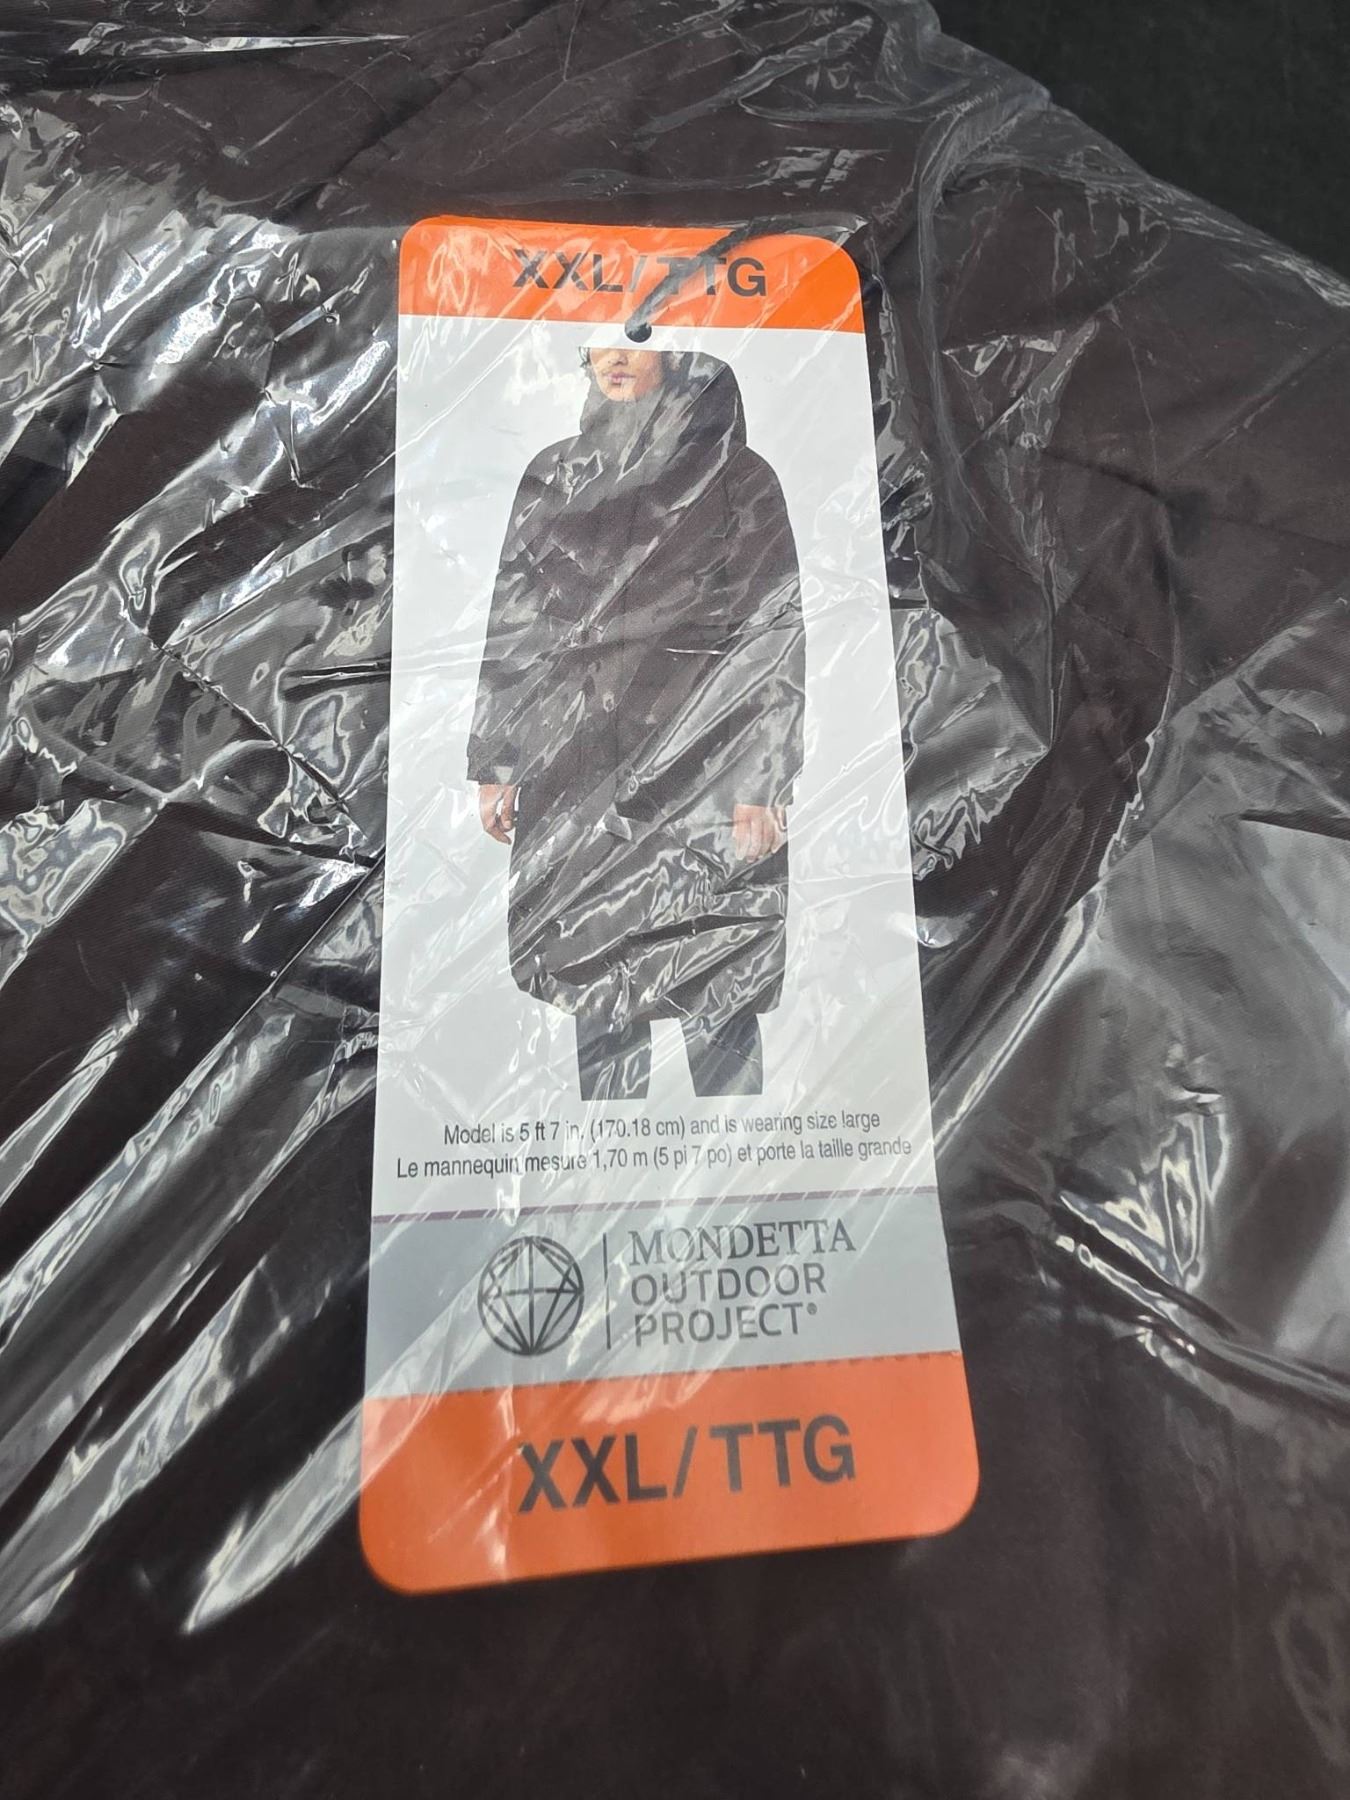 XXL/TTG
Model is 5 ft 7 in. (170.18 cm) and is wearing size large
Le mannequin mesure 1,70 m (5 pi 7 po) et porte la taille grande
MONDETTA
OUTDOOR
PROJECT®
XXL/TTG